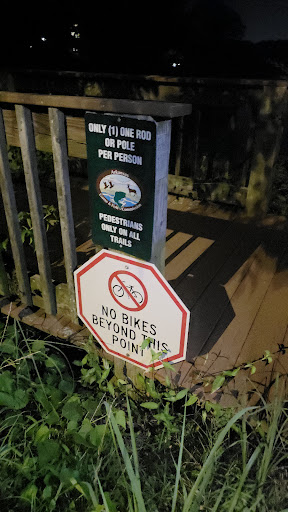 ONLY (1) ONE ROD
OR POLE
PER PERSON
PEDESTRIANS
ONLY ON ALL
TRAILS
NO BIKES
BEYOND THIS
POINT